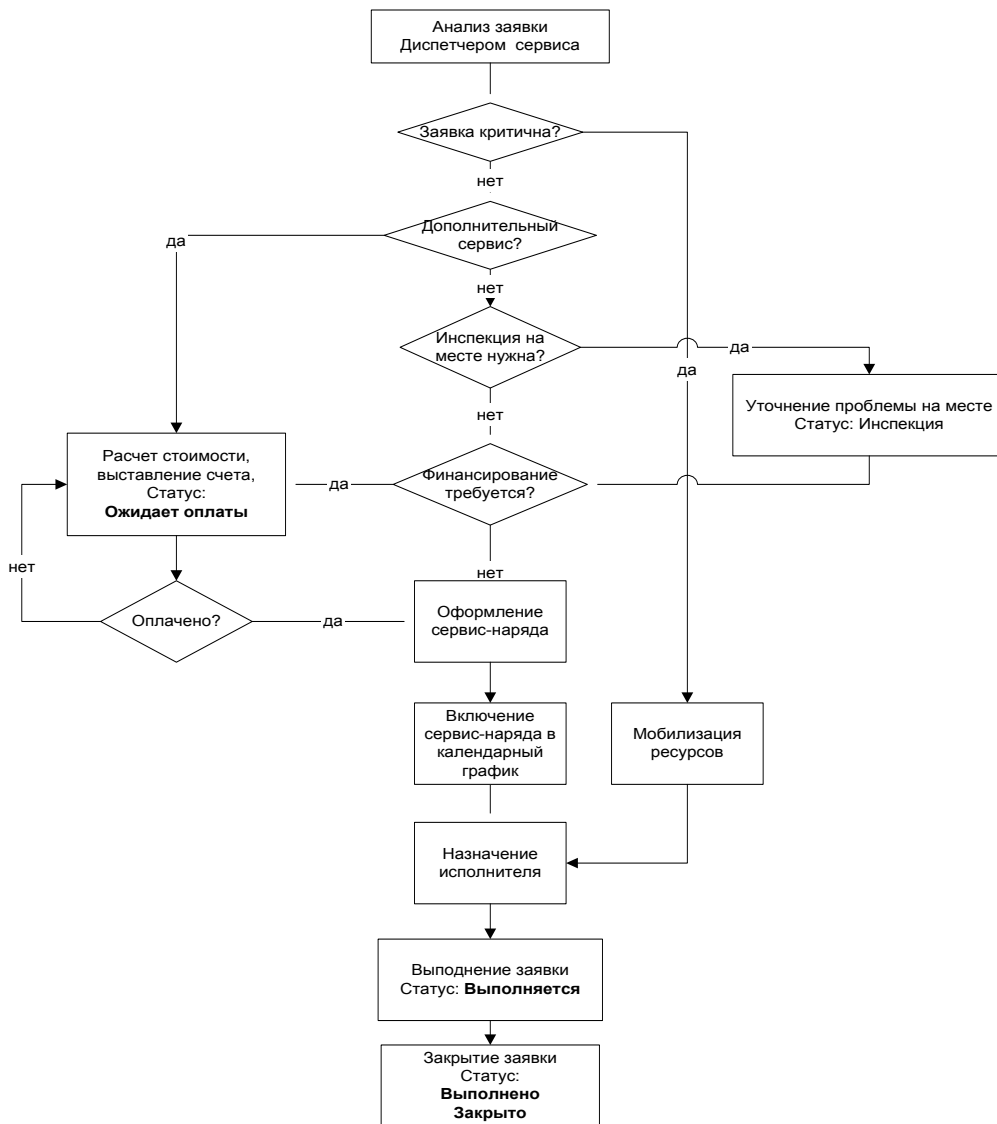 Анализ заявки
Диспетчером сервиса
Заявка критична?
нет
Дополнительный
сервис?
да
нет
Инспекция на
месте нужна?
да
да
Уточнение проблемы на месте
Статус: Инспекция
нет
Расчет стоимости,
выставление счета,
Статус:
Ожидает оплаты
да
Финансирование
требуется?
нет
нет
Оплачено?
да
Оформление
сервис-наряда
Включение
сервис-наряда в
календарный
график
Мобилизация
ресурсов
Назначение
исполнителя
Выподнение заявки
Статус: Выполняется
Закрытие заявки
Статус:
Выполнено
Закрыто